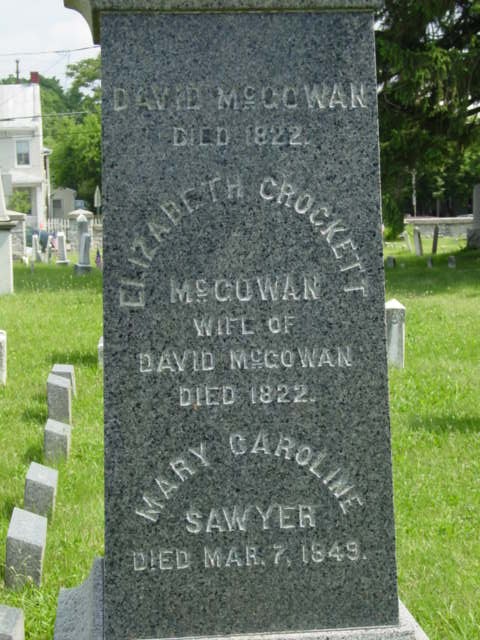 DAVID McGOWAN
DIED 1822.
ELIZABETH CROCKETT
McGOWAN
WIFE OF
DAVID McGOWAN
DIED 1822.
MARY CAROLINE
SAWYER
DIED MAR. 7, 1849.